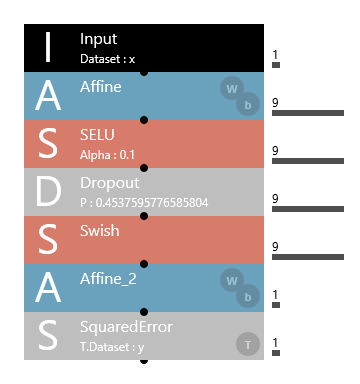 I Input 1
Dataset : x
A Affine W b 9
S SELU 9
Alpha : 0.1
D Dropout 9
P : 0.4537595776585804
S Swish 9
A Affine_2 W b 1
S SquaredError T 1
T.Dataset : y